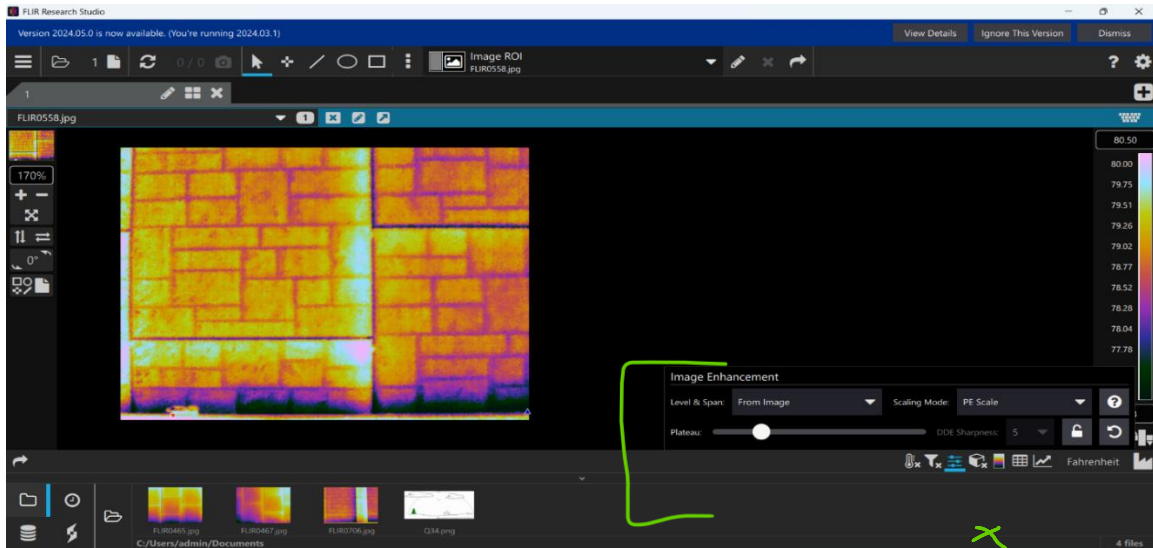 FLIR Research Studio
Version 2024.05.0 is now available. (You're running 2024.03.1)
View Details
Ignore This Version
Dismiss
1
0 / 0
Image ROI
FLIR0558.jpg
?
1
FLIR0558.jpg
1
80.50
170%
80.00
79.75
79.51
79.26
79.02
0°
78.77
78.52
78.28
78.04
77.78
Image Enhancement
Level & Span: From Image
Scaling Mode: PE Scale
?
Plateau:
DDE Sharpness: 5
Fahrenheit
FLIR0465.jpg
FLIR0467.jpg
FLIR0706.jpg
Q34.png
C:/Users/admin/Documents
4 files